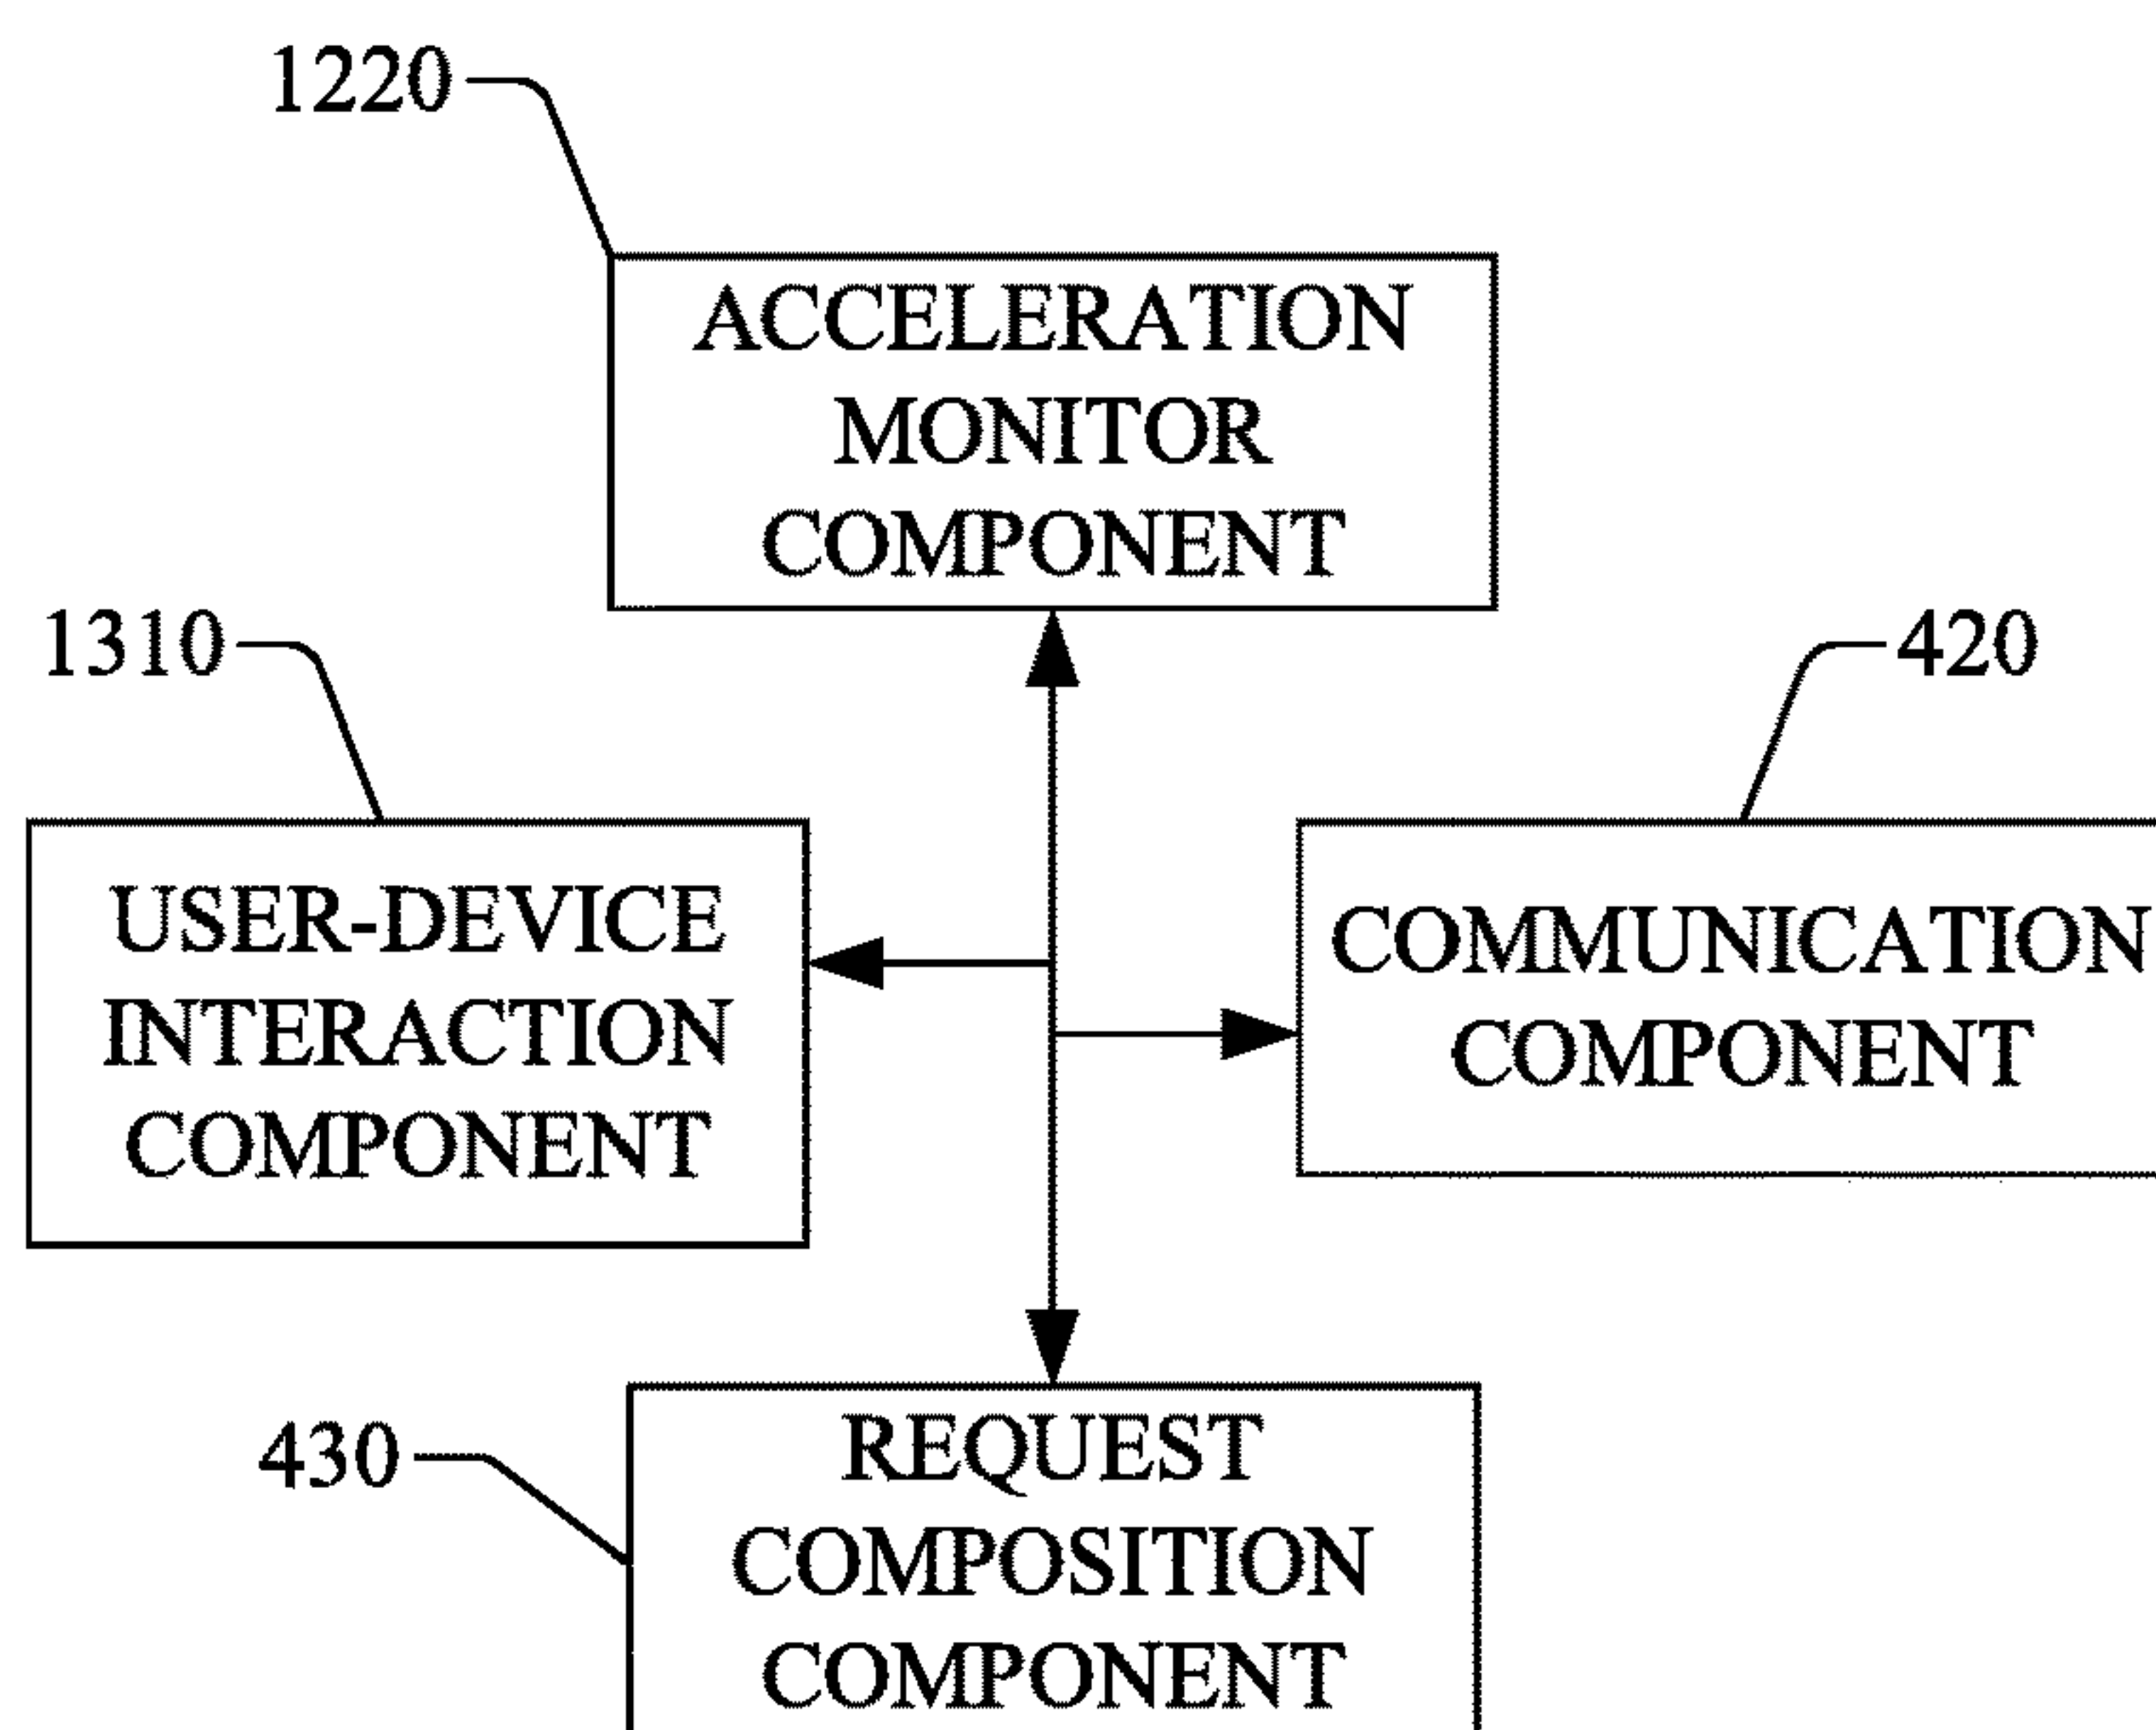 1220
ACCELERATION
MONITOR
COMPONENT
1310
420
USER-DEVICE
INTERACTION
COMPONENT
COMMUNICATION
COMPONENT
430
REQUEST
COMPOSITION
COMPONENT